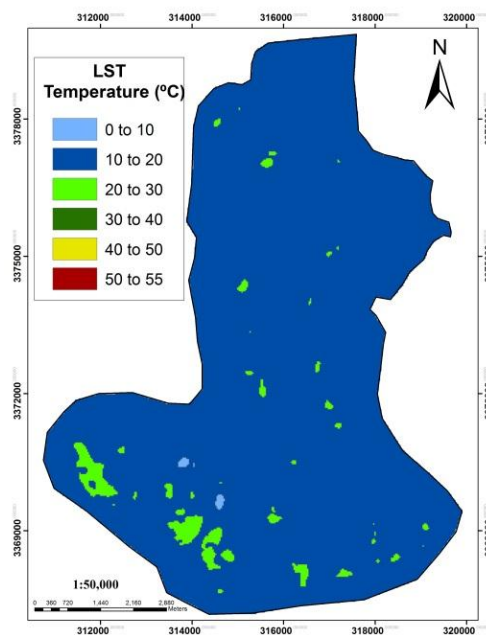 312000 314000 316000 318000 320000
N
LST
Temperature (ºC)
0 to 10
10 to 20
20 to 30
30 to 40
40 to 50
50 to 55
3378000
3375000
3372000
3369000
1:50,000
0 360 720 1,440 2,160 2,880
Meters
312000 314000 316000 318000 320000